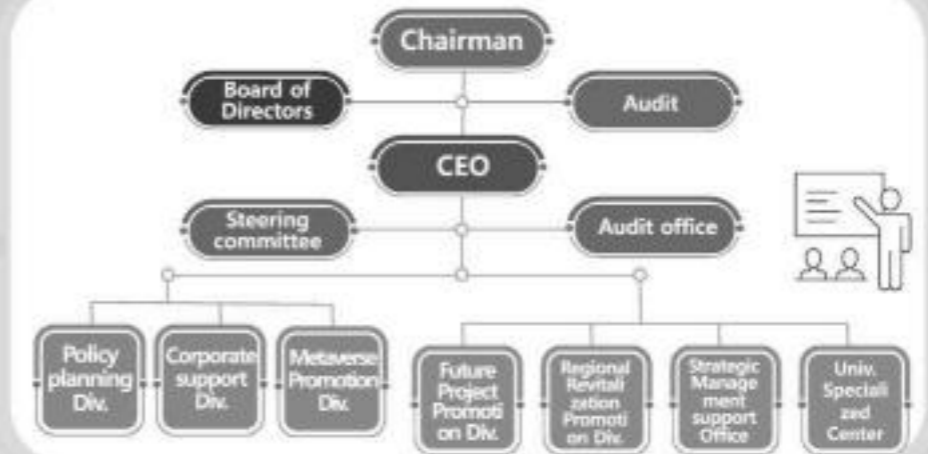 Chairman
Board of
Directors
Audit
CEO
Steering
committee
Audit office
Policy
planning
Div.
Corporate
support
Div.
Metaverse
Promotion
Div.
Future
Project
Promoti
on Div.
Regional
Revitali
zation
Promoti
on Div.
Strategic
Manage
ment
support
Office
Univ.
Speciali
zed
Center